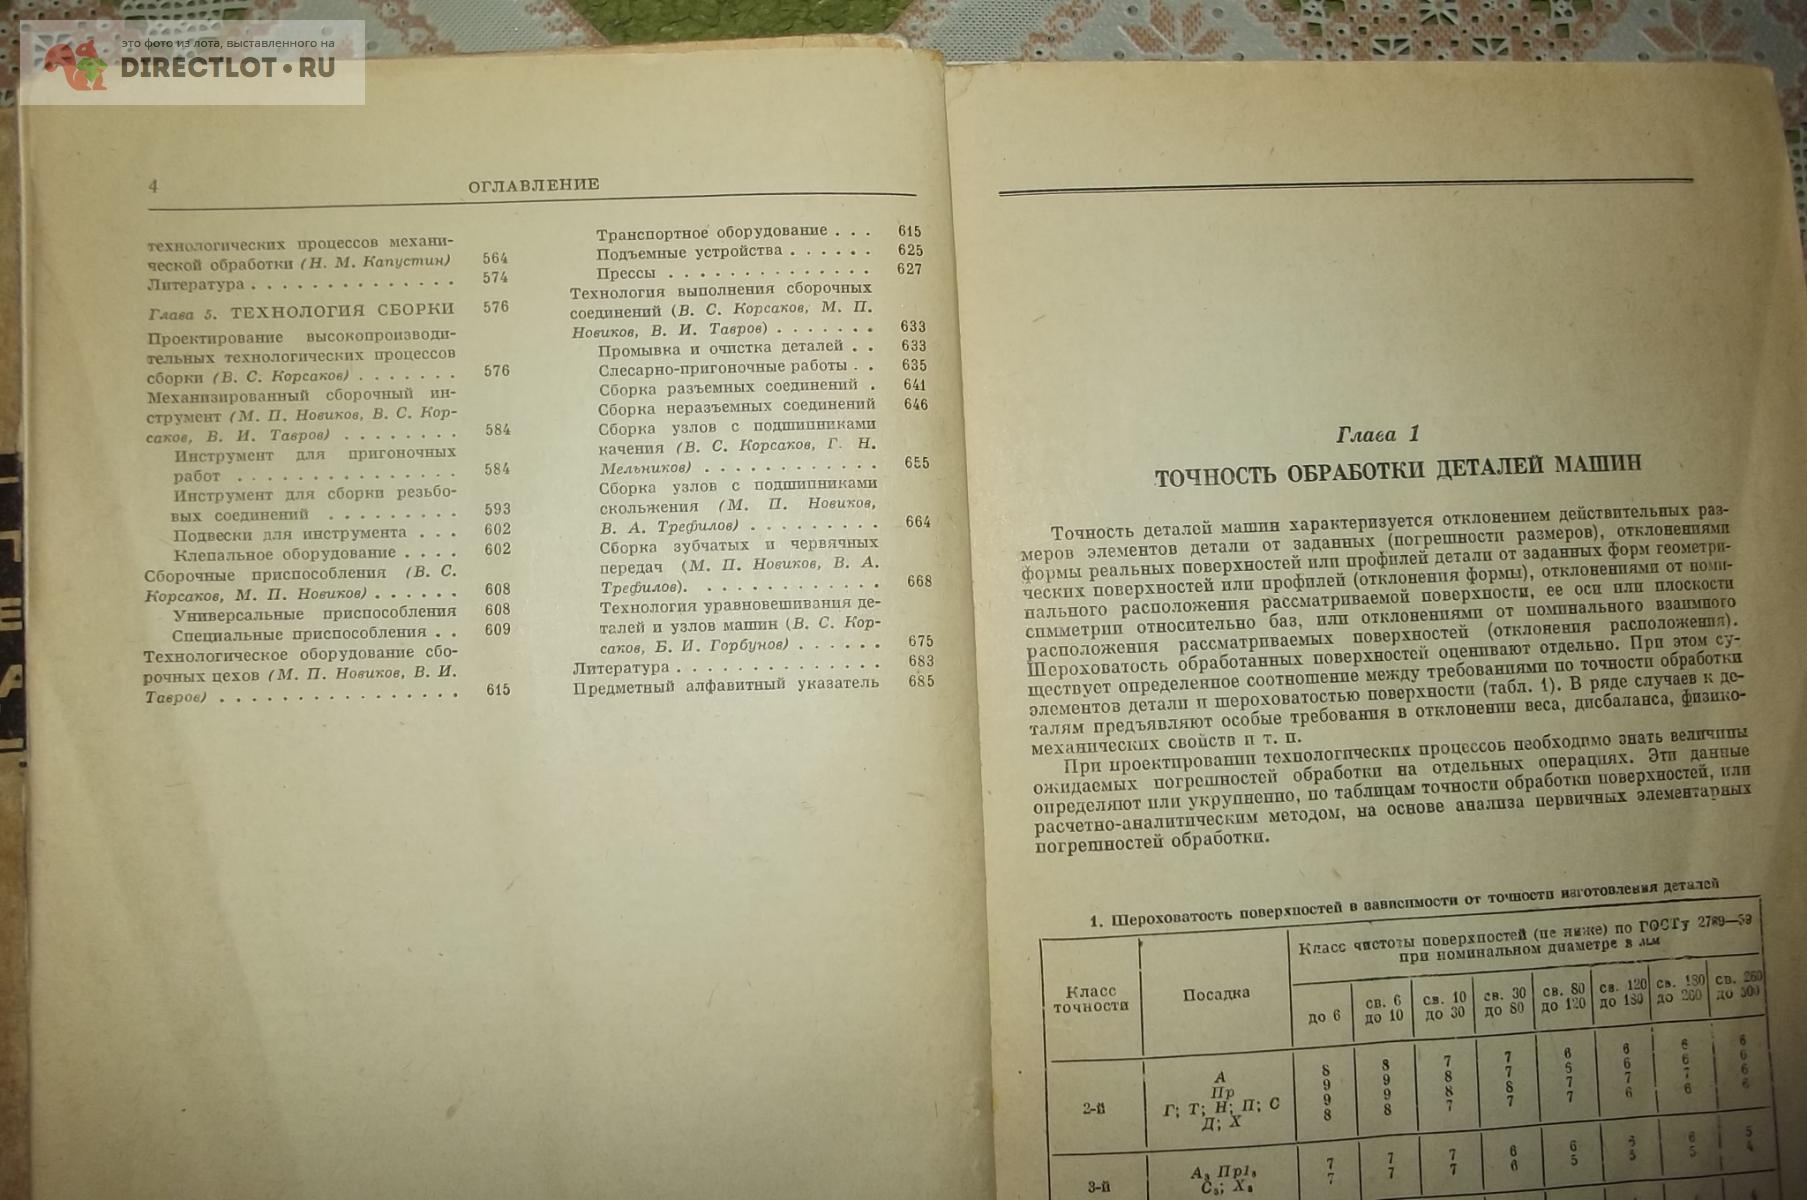 это фото из лота, выставленного на
DIRECTLOT.RU
4
ОГЛАВЛЕНИЕ
технологических процессов механи-
ческой обработки (Н. М. Капустин) 564
Литература . . . . . . . . . . . . . . 574
Глава 5. ТЕХНОЛОГИЯ СБОРКИ 576
Проектирование высокопроизводи-
тельных технологических процессов
сборки (В. С. Корсаков) . . . . . . . 576
Механизированный сборочный ин-
струмент (М. П. Новиков, В. С. Кор-
саков, В. И. Тавров) . . . . . . . . 584
Инструмент для пригоночных
работ . . . . . . . . . . . . . . 584
Инструмент для сборки резьбо-
вых соединений . . . . . . . . . 593
Подвески для инструмента . . . 602
Клепальное оборудование . . . . 602
Сборочные приспособления (В. С.
Корсаков, М. П. Новиков) . . . . . . 608
Универсальные приспособления 608
Специальные приспособления . . 609
Технологическое оборудование сбо-
рочных цехов (М. П. Новиков, В. И.
Тавров) . . . . . . . . . . . . . . . . 615
Транспортное оборудование . . . 615
Подъемные устройства . . . . . . 625
Прессы . . . . . . . . . . . . . . 627
Технология выполнения сборочных
соединений (В. С. Корсаков, М. П.
Новиков, В. И. Тавров) . . . . . . . 633
Промывка и очистка деталей . . 633
Слесарно-пригоночные работы . . 635
Сборка разъемных соединений . 641
Сборка неразъемных соединений 646
Сборка узлов с подшипниками
качения (В. С. Корсаков, Г. Н.
Мельников) . . . . . . . . . . . . 655
Сборка узлов с подшипниками
скольжения (М. П. Новиков,
В. А. Трефилов) . . . . . . . . . 664
Сборка зубчатых и червячных
передач (М. П. Новиков, В. А.
Трефилов). . . . . . . . . . . . . 668
Технология уравновешивания де-
талей и узлов машин (В. С. Кор-
саков, Б. И. Горбунов) . . . . . . 675
Литература . . . . . . . . . . . . . . 683
Предметный алфавитный указатель 685
Глава 1
ТОЧНОСТЬ ОБРАБОТКИ ДЕТАЛЕЙ МАШИН
Точность деталей машин характеризуется отклонением действительных раз-
меров элементов детали от заданных (погрешности размеров), отклонениями
формы реальных поверхностей или профилей детали от заданных форм геометри-
ческих поверхностей или профилей (отклонения формы), отклонениями от номи-
нального расположения рассматриваемой поверхности, ее оси или плоскости
симметрии относительно баз, или отклонениями от номинального взаимного
расположения рассматриваемых поверхностей (отклонения расположения).
Шероховатость обработанных поверхностей оценивают отдельно. При этом су-
ществует определенное соотношение между требованиями по точности обработки
элементов детали и шероховатостью поверхности (табл. 1). В ряде случаев к де-
талям предъявляют особые требования в отклонении веса, дисбаланса, физико-
механических свойств и т. п.
При проектировании технологических процессов необходимо знать величины
ожидаемых погрешностей обработки на отдельных операциях. Эти данные
определяют или укрупненно, по таблицам точности обработки поверхностей, или
расчетно-аналитическим методом, на основе анализа первичных элементарных
погрешностей обработки.
1. Шероховатость поверхностей в зависимости от точности изготовления деталей
Класс точности
Посадка
Класс чистоты поверхностей (не ниже) по ГОСТу 2789—59
при номинальном диаметре в мм
до 6 св. 6 до 10 св. 10 до 30 св. 30 до 80 св. 80 до 120 св. 120 до 180 св. 180 до 260 св. 260
2-й
А 8 8 7 7 6 6 6 6
Пр 9 9 8 7 6 6
Г; Т; Н; П; С 9 9 8 8 7 7 7 6
Д; Х 8 8 7 7 7 6 6 6
3-й
7 7 7 6 6 6 5
7 7 7 6 5 5 5